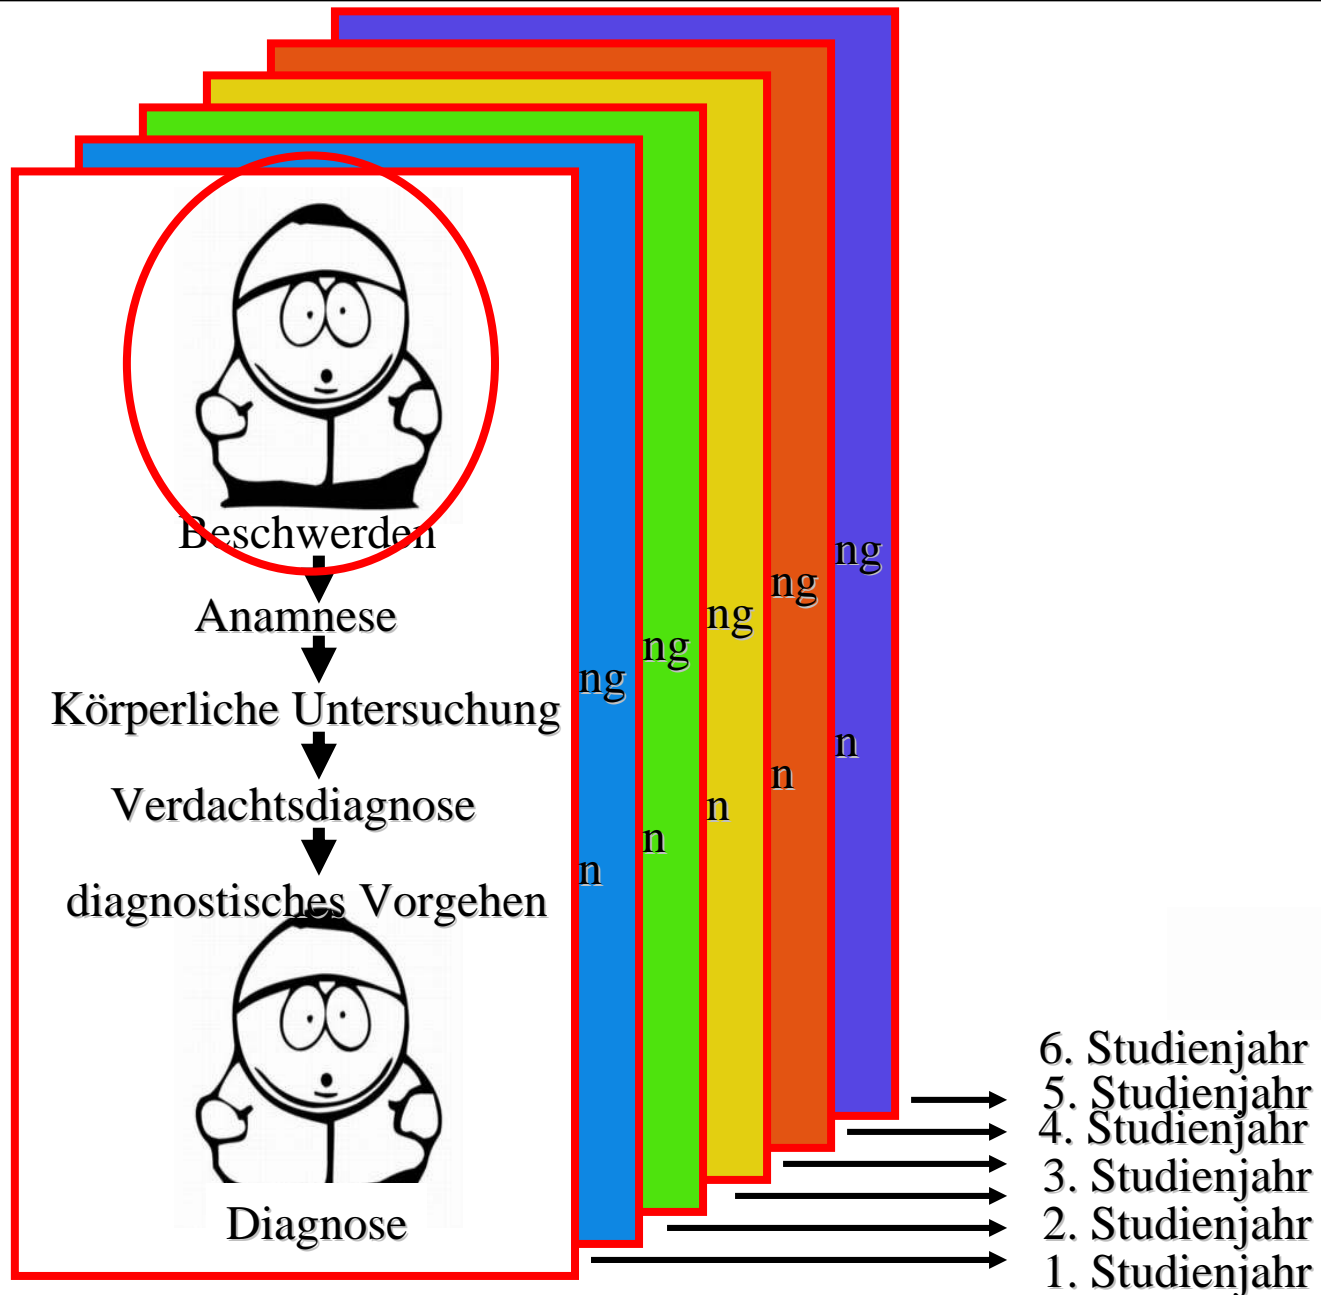 Beschwerden
Anamnese
Körperliche Untersuchung
Verdachtsdiagnose
diagnostisches Vorgehen
Diagnose
ng
n
ng
n
ng
n
ng
n
ng
n
6. Studienjahr
5. Studienjahr
4. Studienjahr
3. Studienjahr
2. Studienjahr
1. Studienjahr